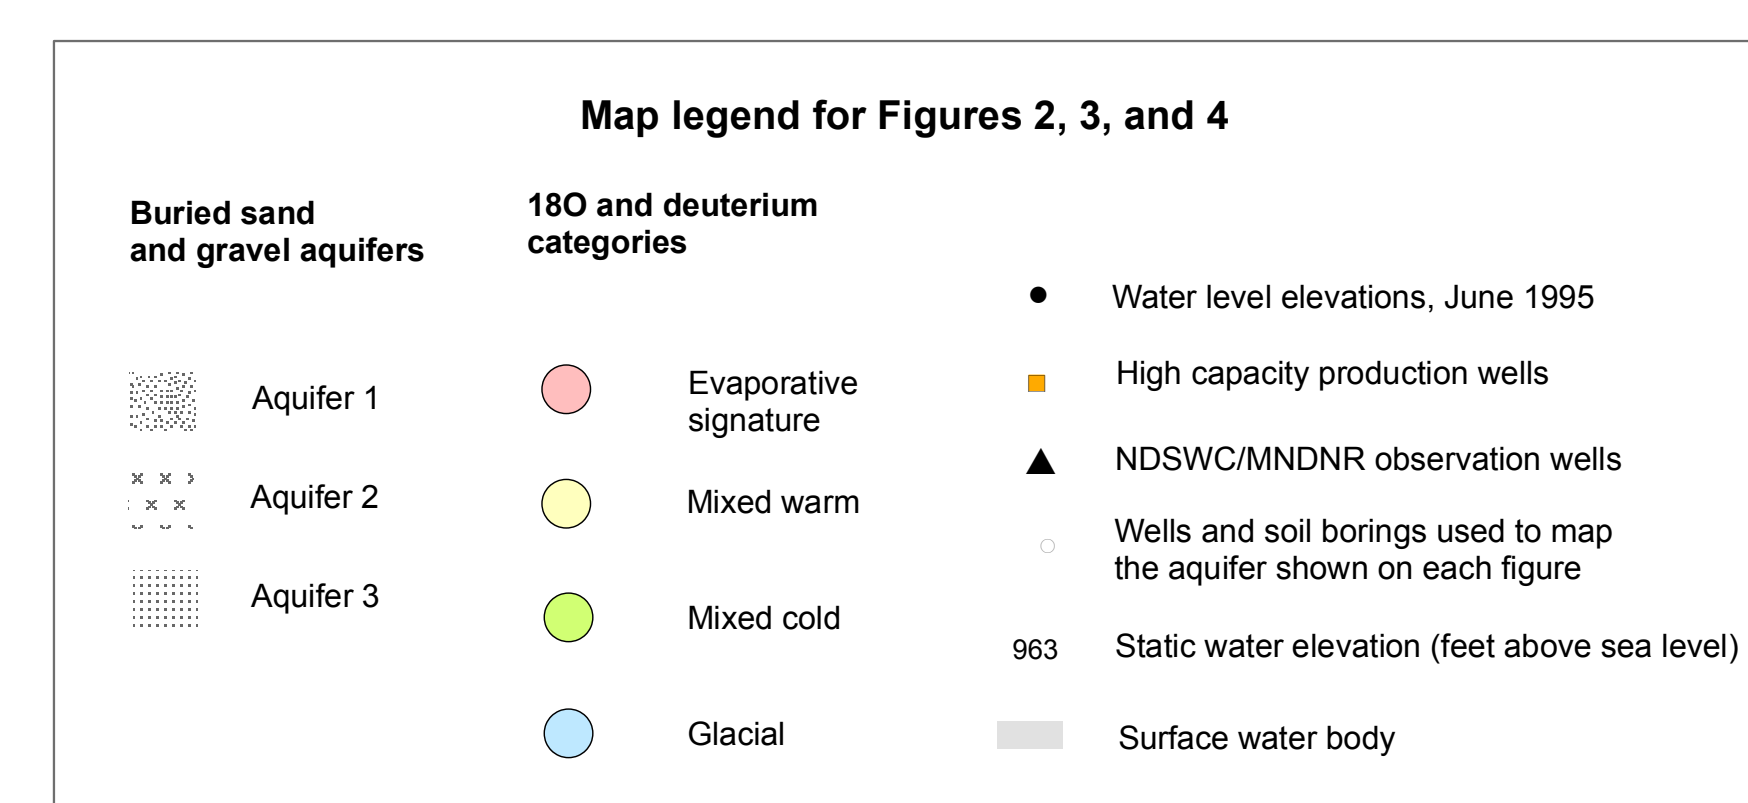 Map legend for Figures 2, 3, and 4
Buried sand
and gravel aquifers
Aquifer 1
Aquifer 2
Aquifer 3
18O and deuterium
categories
Evaporative
signature
Mixed warm
Mixed cold
Glacial
Water level elevations, June 1995
High capacity production wells
NDSWC/MNDNR observation wells
Wells and soil borings used to map
the aquifer shown on each figure
963 Static water elevation (feet above sea level)
Surface water body